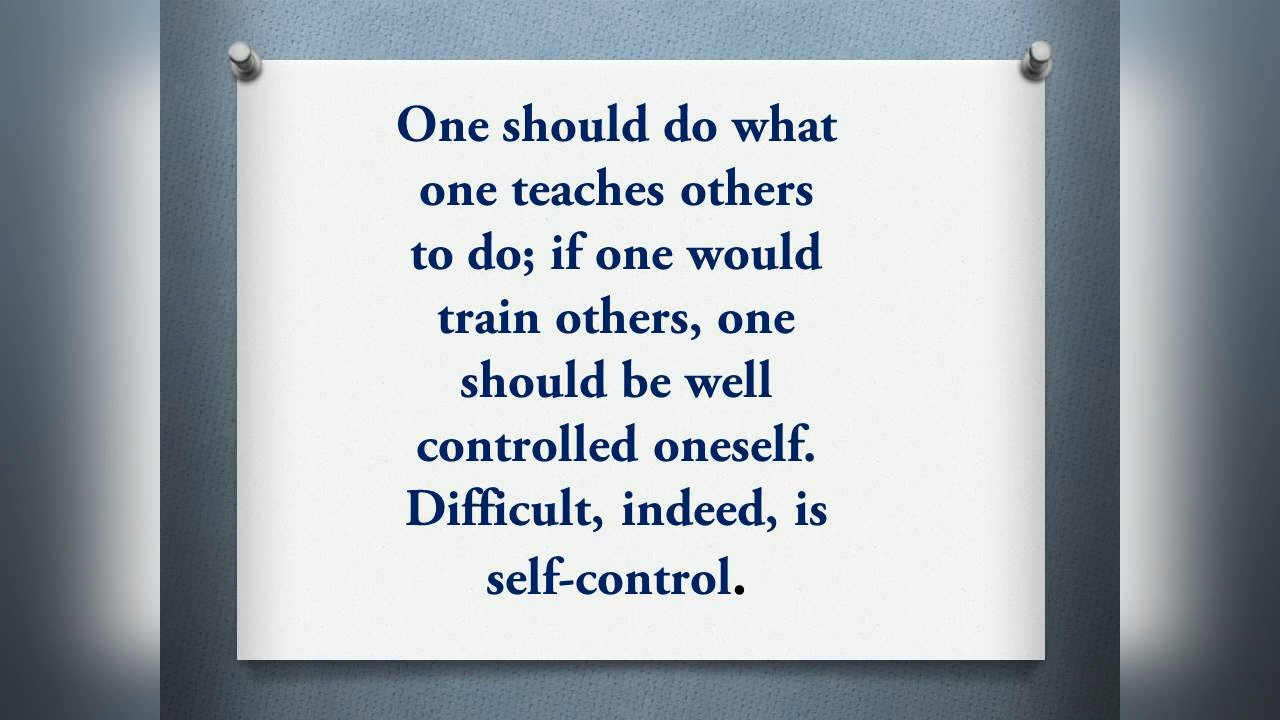 One should do what
one teaches others
to do; if one would
train others, one
should be well
controlled oneself.
Difficult, indeed, is
self-control.